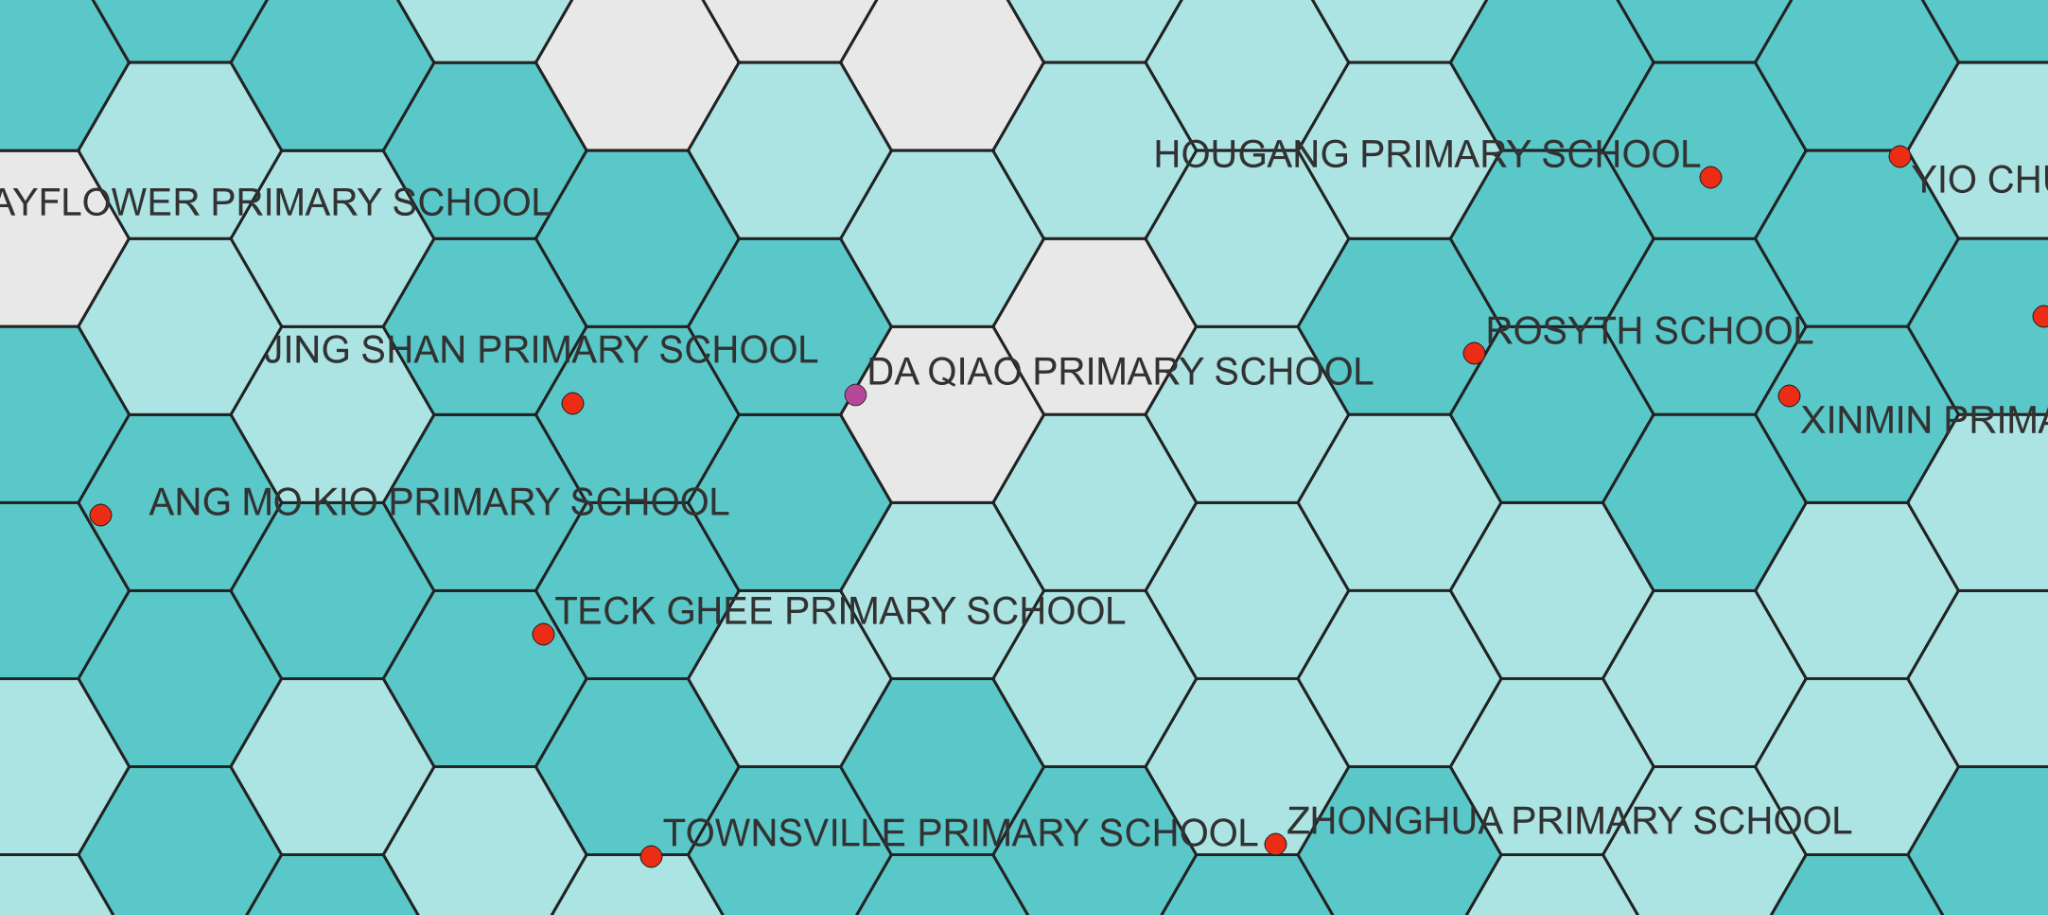 HOUGANG PRIMARY SCHOOL
YIO CHU
AYFLOWER PRIMARY SCHOOL
ROSYTH SCHOOL
JING SHAN PRIMARY SCHOOL
DA QIAO PRIMARY SCHOOL
XINMIN PRIMA
ANG MO KIO PRIMARY SCHOOL
TECK GHEE PRIMARY SCHOOL
TOWNSVILLE PRIMARY SCHOOL
ZHONGHUA PRIMARY SCHOOL